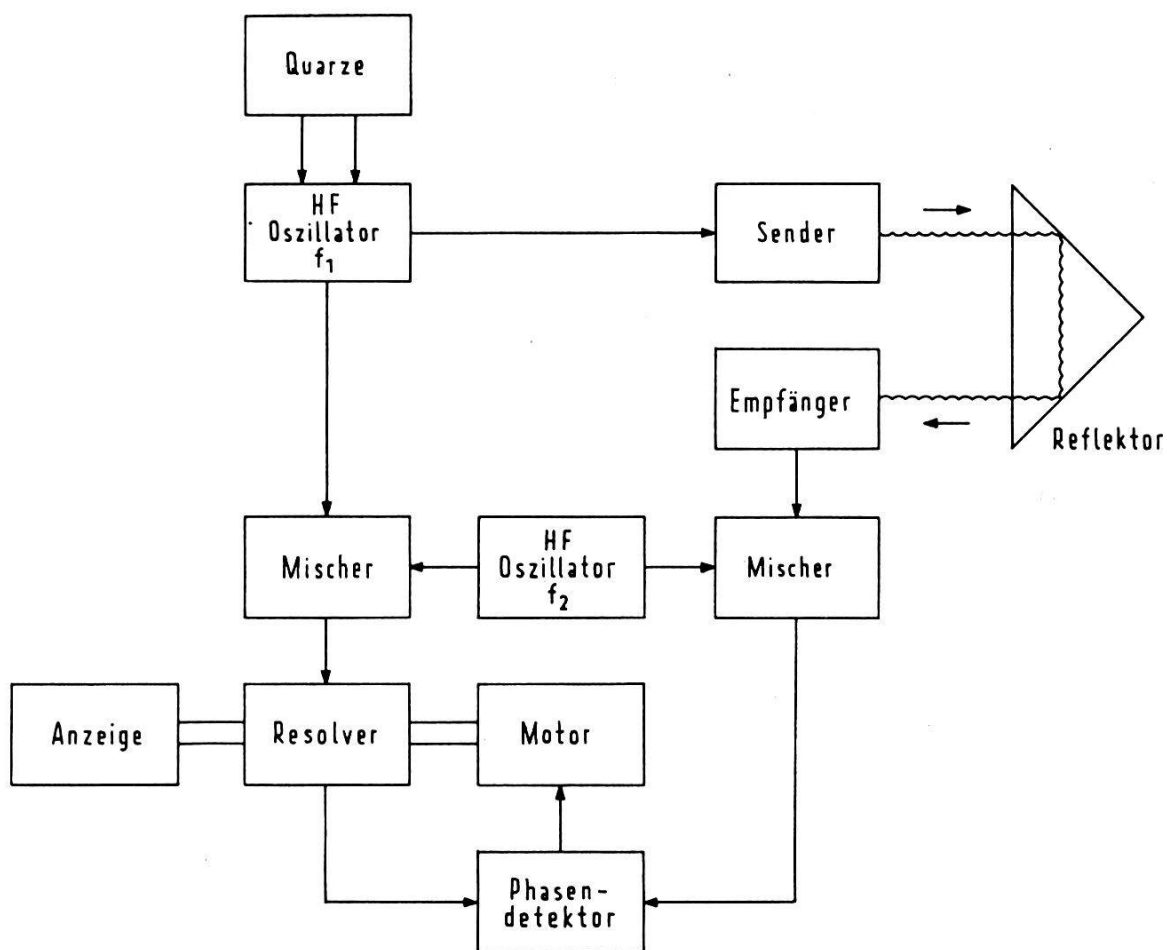 Quarze
HF
Oszillator
f₁
Sender
Empfänger
Reflektor
Mischer
HF
Oszillator
f₂
Mischer
Anzeige
Resolver
Motor
Phasen-
detektor